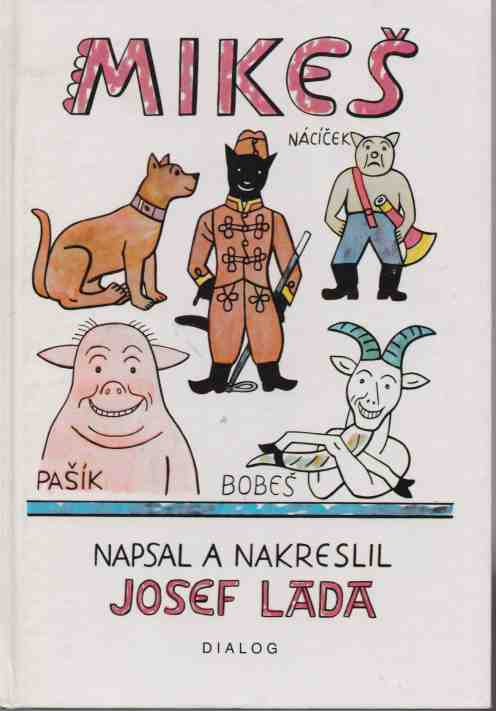 MIKEŠ
NÁCÍČEK
PAŠÍK
BOBEŠ
NAPSAL A NAKRESLIL
JOSEF LADA
DIALOG